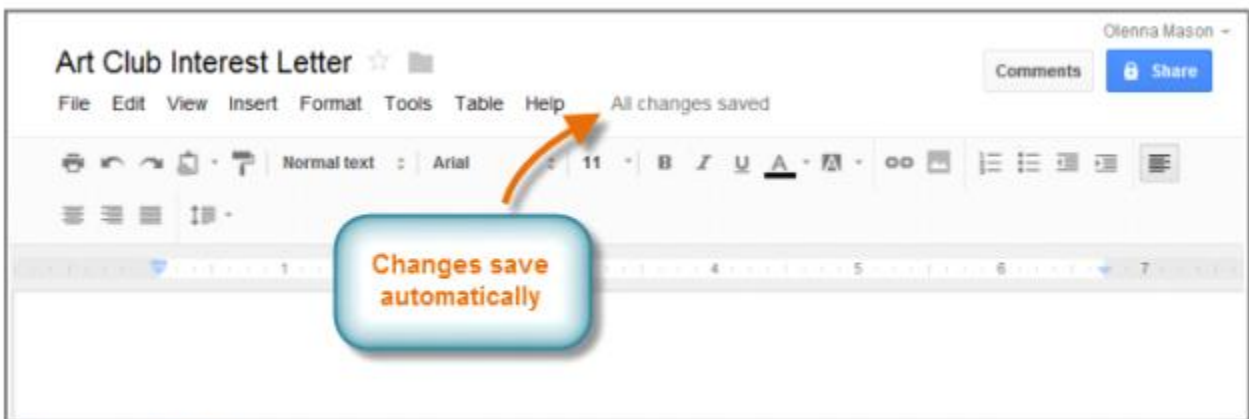 Olenna Mason
Art Club Interest Letter
Comments Share
File Edit View Insert Format Tools Table Help All changes saved
Normal text Arial 11 B I U A A
Changes save
automatically
1 4 5 6 7